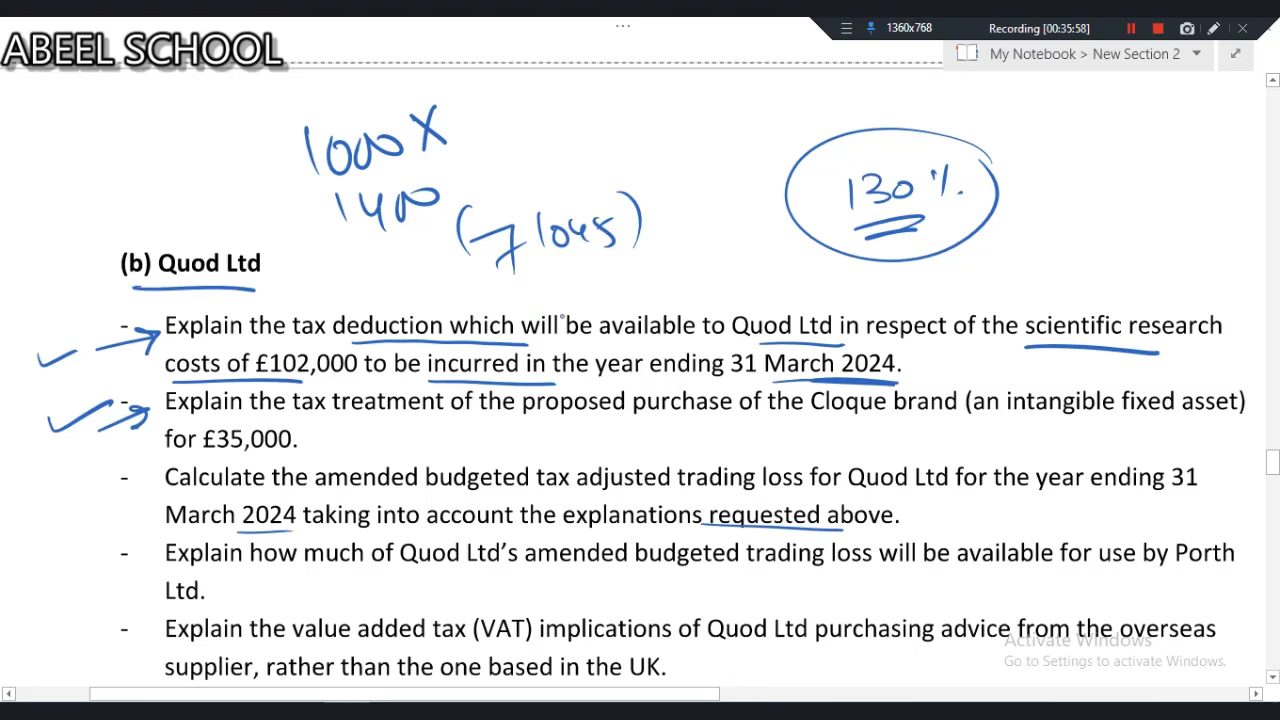 1360x768
Recording [00:35:58]
ABEEL SCHOOL
My Notebook > New Section 2
1000 X
1400
(71045)
130 %
(b) Quod Ltd
- Explain the tax deduction which will be available to Quod Ltd in respect of the scientific research
costs of £102,000 to be incurred in the year ending 31 March 2024.
- Explain the tax treatment of the proposed purchase of the Cloque brand (an intangible fixed asset)
for £35,000.
- Calculate the amended budgeted tax adjusted trading loss for Quod Ltd for the year ending 31
March 2024 taking into account the explanations requested above.
- Explain how much of Quod Ltd's amended budgeted trading loss will be available for use by Porth
Ltd.
- Explain the value added tax (VAT) implications of Quod Ltd purchasing advice from the overseas
supplier, rather than the one based in the UK.
Activate Windows
Go to Settings to activate Windows.